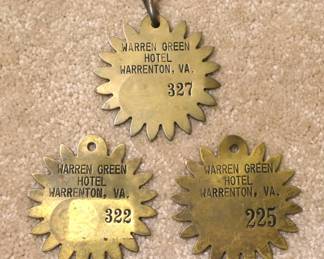 WARREN GREEN
HOTEL
WARRENTON, VA.
327
WARREN GREEN
HOTEL
WARRENTON, VA.
322
WARREN GREEN
HOTEL
WARRENTON, VA.
225